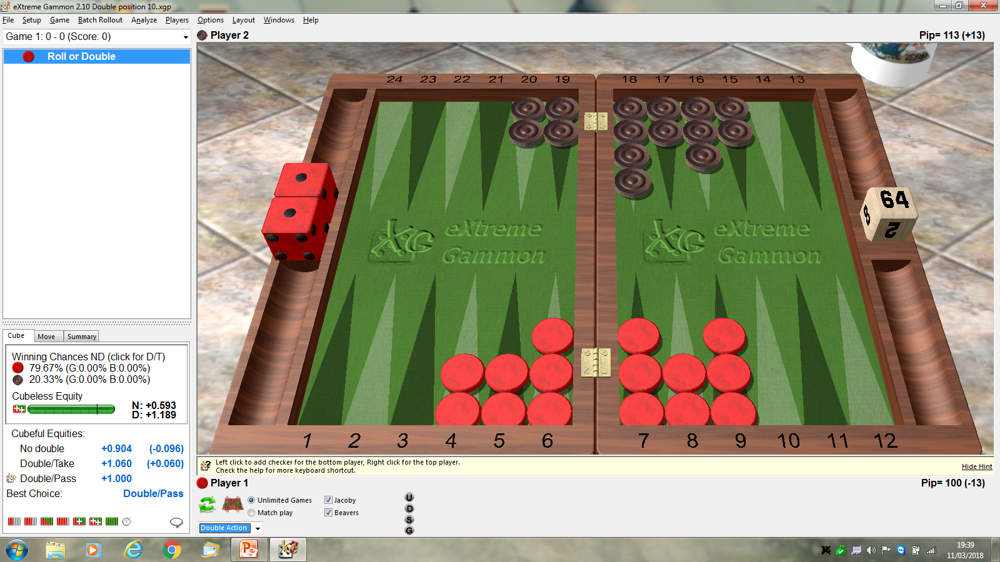 eXtreme Gammon 2.10 Double position 10..xgp
File Setup Game Batch Rollout Analyze Players Options Layout Windows Help
Game 1: 0 - 0 (Score: 0)
Player 2
Pip= 113 (+13)
Roll or Double
24 23 22 21 20 19 18 17 16 15 14 13
64
8
2
eXtreme
Gammon
XG
eXtreme
Gammon
XG
1 2 3 4 5 6 7 8 9 10 11 12
Cube Move Summary
Winning Chances ND (click for D/T)
79.67% (G:0.00% B:0.00%)
20.33% (G:0.00% B:0.00%)
Cubeless Equity
N: +0.593
D: +1.189
Cubeful Equities:
No double +0.904 (-0.096)
Double/Take +1.060 (+0.060)
Double/Pass +1.000
Best Choice: Double/Pass
Left click to add checker for the bottom player, Right click for the top player.
Check the help for more keyboard shortcut.
Hide Hint
Player 1
Pip= 100 (-13)
Unlimited Games
Jacoby
Match play
Beavers
Double Action
U
D
S
G
19:39
11/03/2018